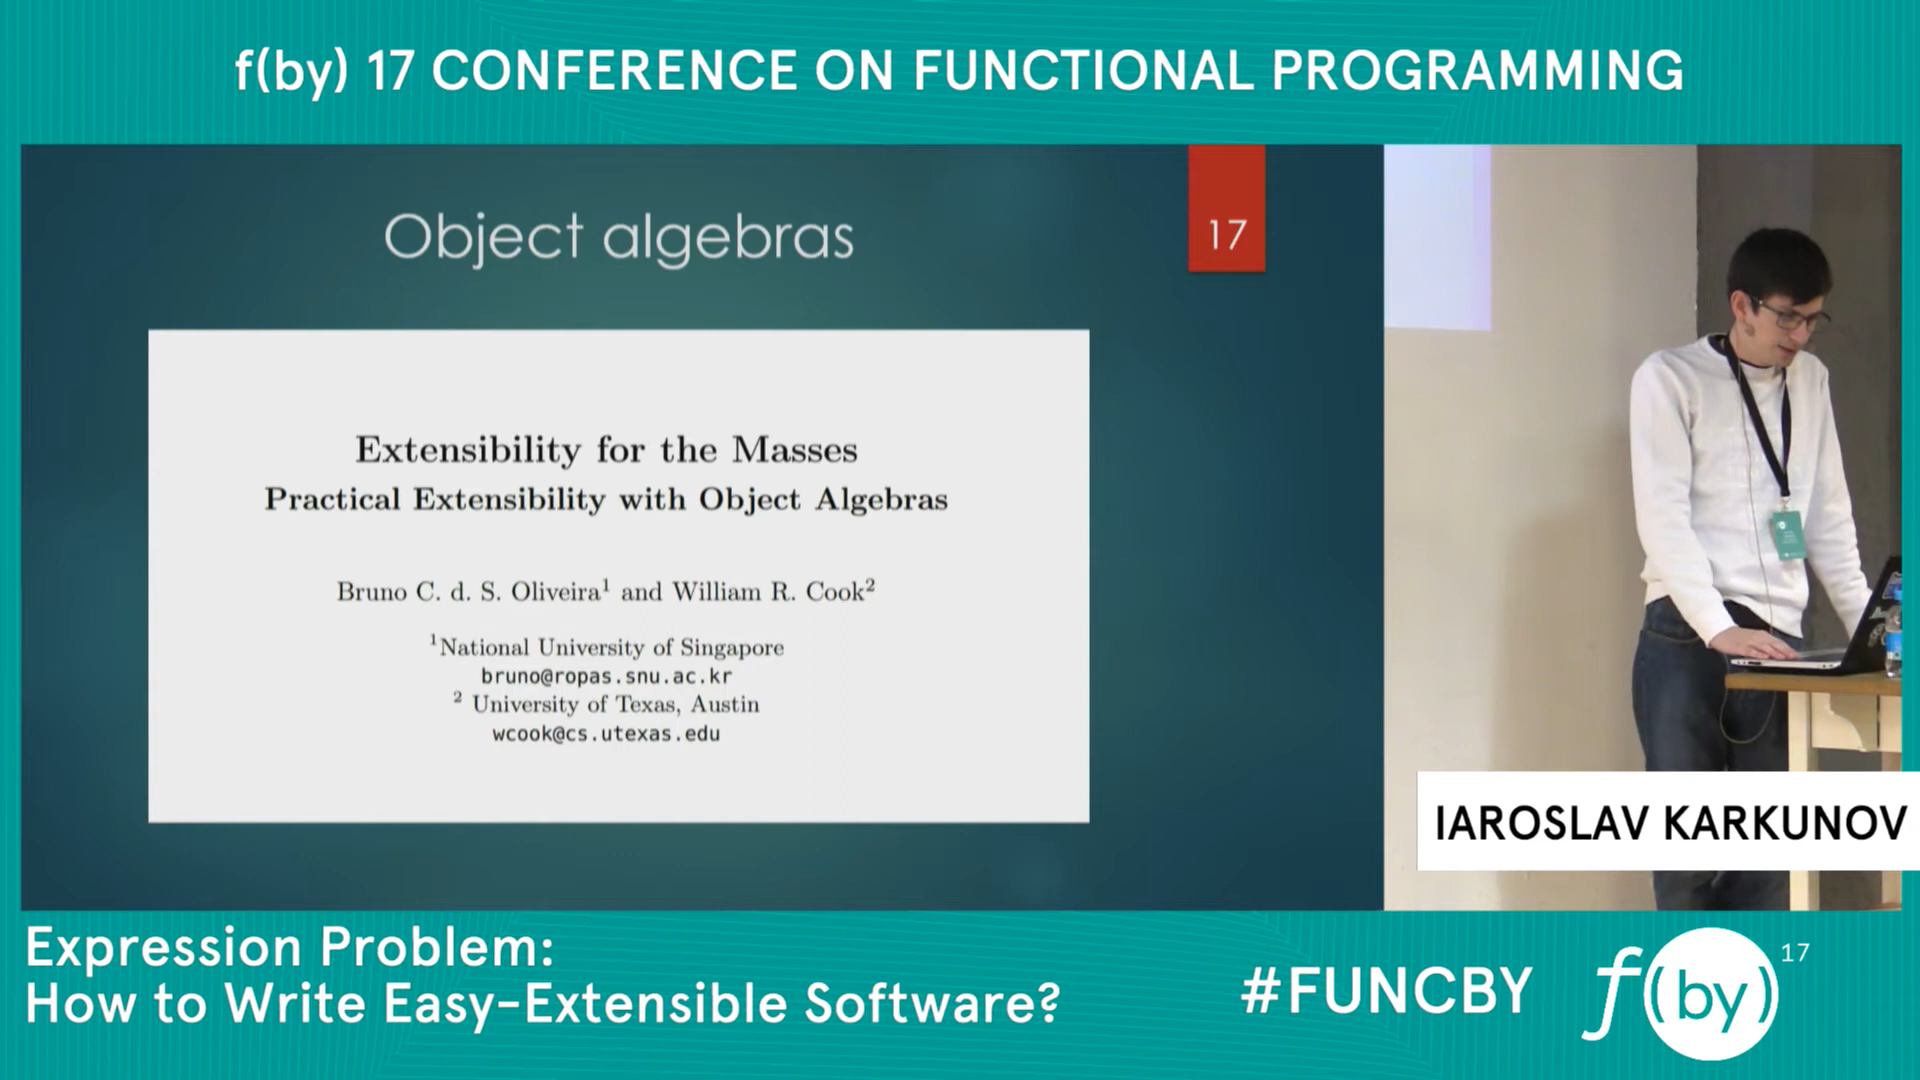 f(by) 17 CONFERENCE ON FUNCTIONAL PROGRAMMING
Object algebras
17
Extensibility for the Masses
Practical Extensibility with Object Algebras
Bruno C. d. S. Oliveira¹ and William R. Cook²
¹National University of Singapore
bruno@ropas.snu.ac.kr
² University of Texas, Austin
wcook@cs.utexas.edu
IAROSLAV KARKUNOV
Expression Problem:
How to Write Easy-Extensible Software?
#FUNCBY
f(by) 17